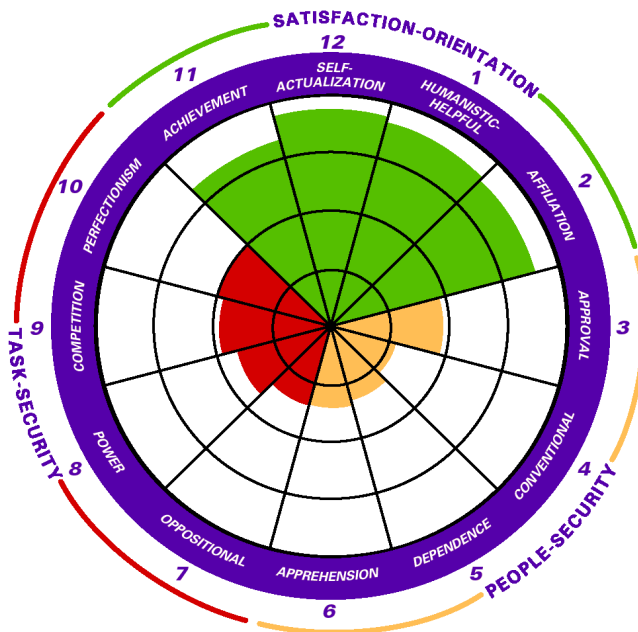 SATISFACTION-ORIENTATION
12
SELF-
ACTUALIZATION
1
HUMANISTIC-
HELPFUL
2
AFFILIATION
3
APPROVAL
4
CONVENTIONAL
PEOPLE-SECURITY
5
DEPENDENCE
6
APPREHENSION
7
OPPOSITIONAL
8
POWER
TASK-SECURITY
9
COMPETITION
10
PERFECTIONISM
11
ACHIEVEMENT